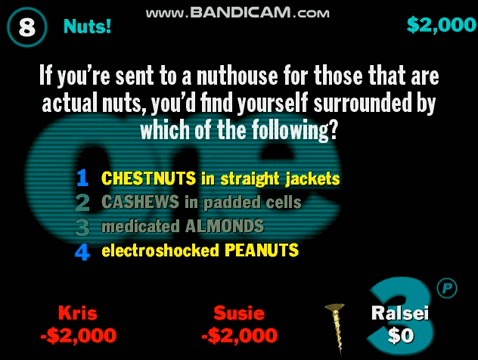 www.BANDICAM.com
8 Nuts! $2,000
If you're sent to a nuthouse for those that are
actual nuts, you'd find yourself surrounded by
which of the following?
one
1 CHESTNUTS in straight jackets
2 CASHEWS in padded cells
3 medicated ALMONDS
4 electroshocked PEANUTS
3 P
Kris Susie Ralsei
-$2,000 -$2,000 $0